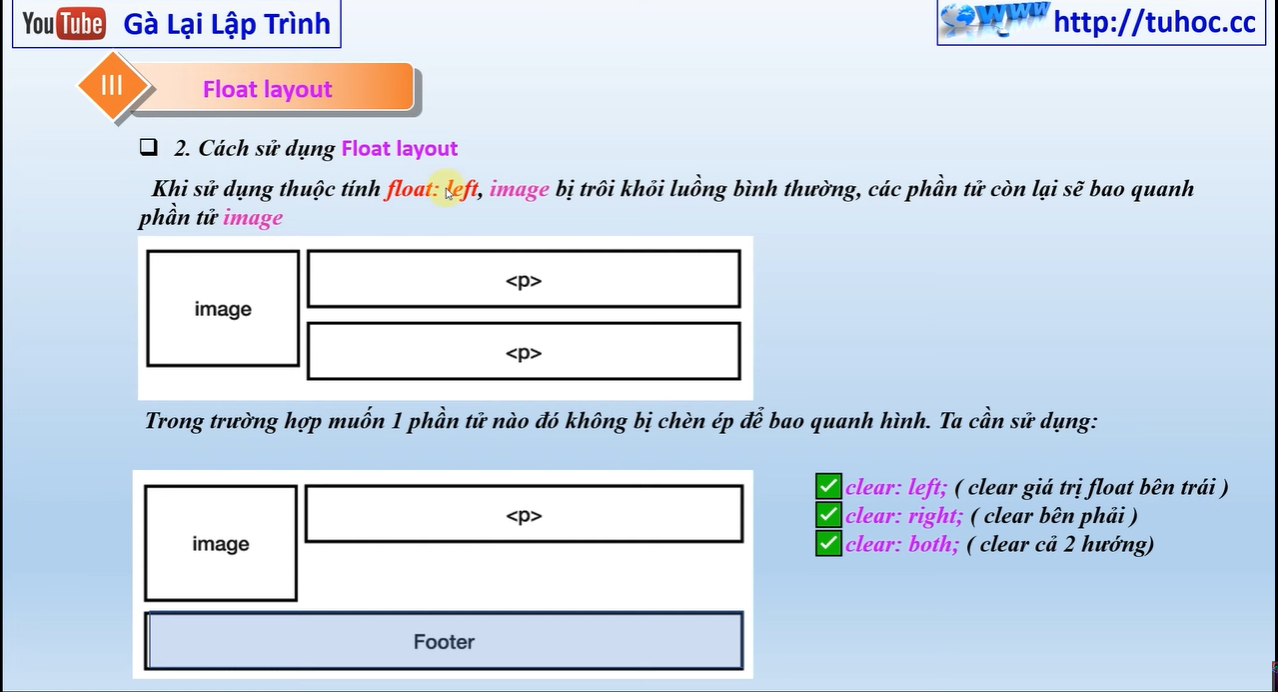 YouTube Gà Lại Lập Trình
WWW http://tuhoc.cc
III Float layout
2. Cách sử dụng Float layout
Khi sử dụng thuộc tính float: left, image bị trôi khỏi luồng bình thường, các phần tử còn lại sẽ bao quanh
phần tử image
image
<p>
<p>
Trong trường hợp muốn 1 phần tử nào đó không bị chèn ép để bao quanh hình. Ta cần sử dụng:
image
<p>
Footer
clear: left; ( clear giá trị float bên trái )
clear: right; ( clear bên phải )
clear: both; ( clear cả 2 hướng)